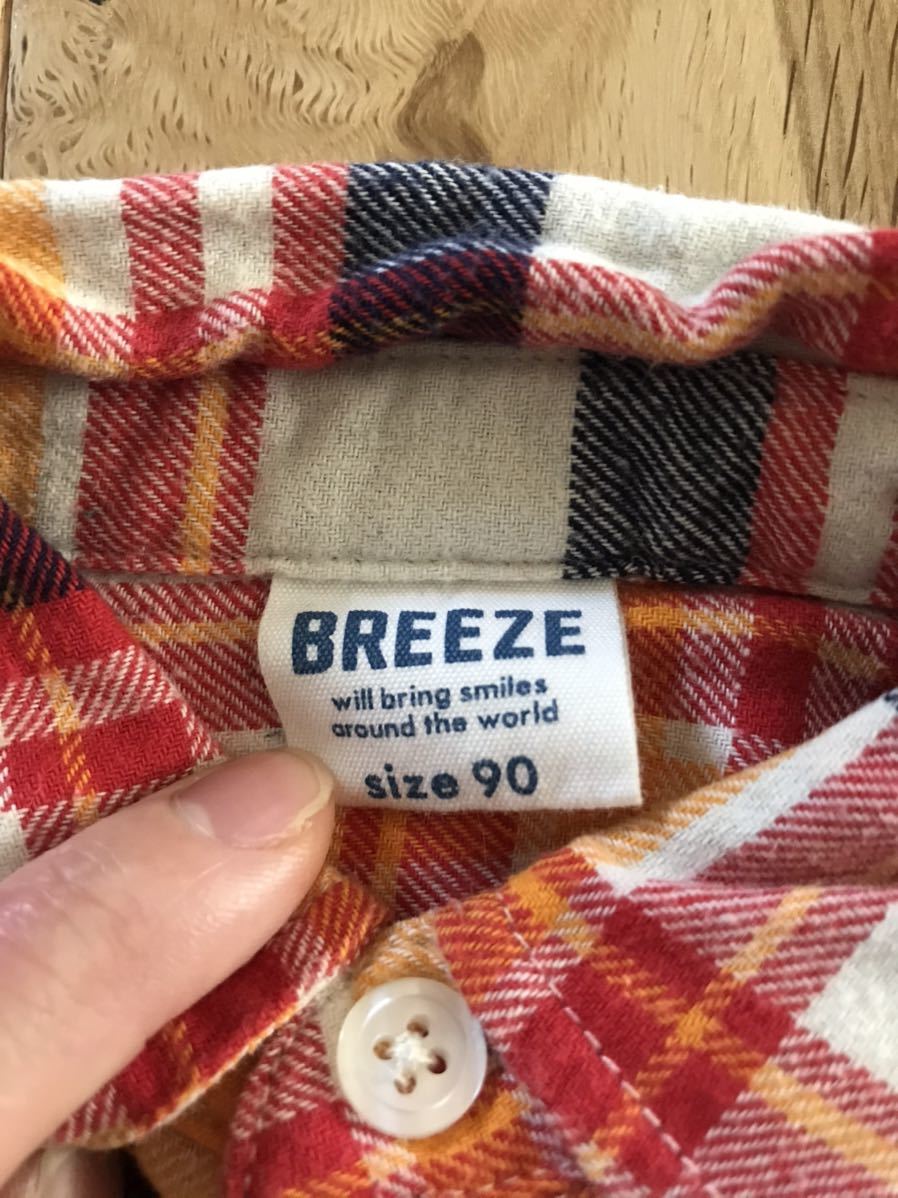 BREEZE
will bring smiles
around the world
size 90